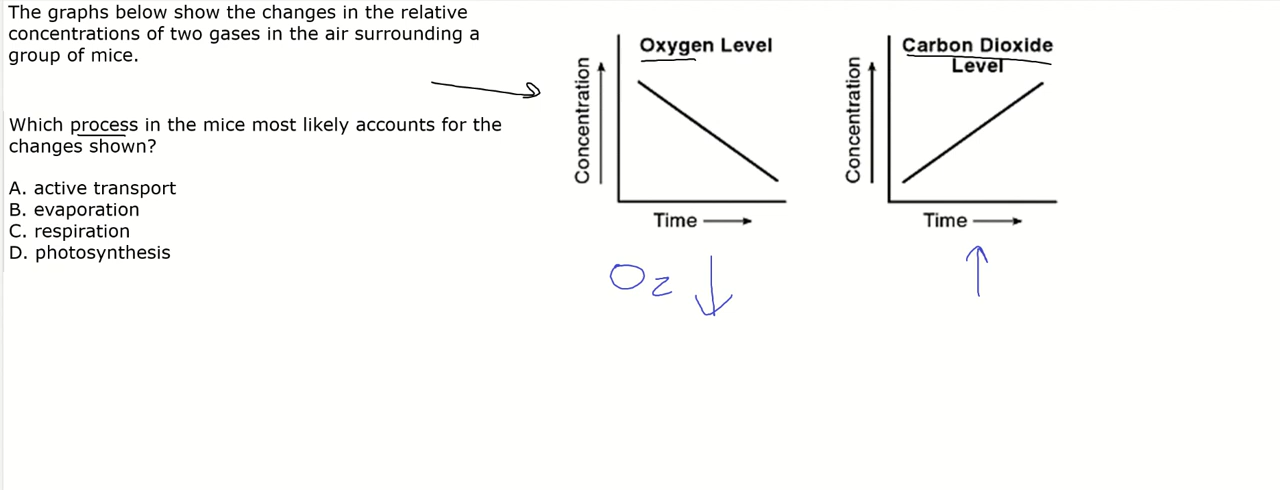 The graphs below show the changes in the relative
concentrations of two gases in the air surrounding a
group of mice.
Which process in the mice most likely accounts for the
changes shown?
A. active transport
B. evaporation
C. respiration
D. photosynthesis
Oxygen Level
Concentration
Time
O2
Carbon Dioxide
Level
Concentration
Time